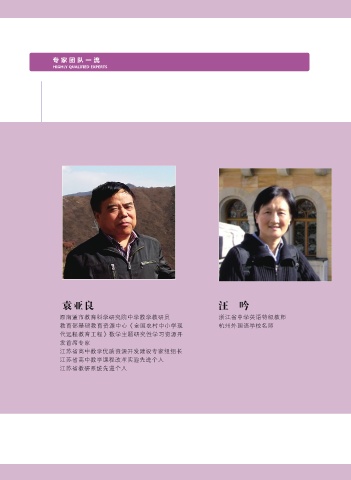 专家团队一流
HIGHLY QUALIFIED EXPERTS
袁亚良
原南通市教育科学研究院中学数学教研员
教育部基础教育资源中心《全国农村中小学现
代远程教育工程》数学主题研究性学习资源开
发首席专家
江苏省高中数学优质资源开发建设专家组组长
江苏省高中数学课程改革实验先进个人
江苏省教研系统先进个人
汪 吟
浙江省中学英语特级教师
杭州外国语学校名师